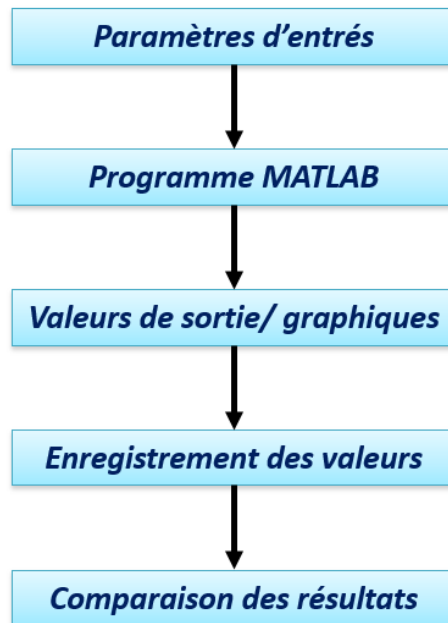 Paramètres d’entrés
Programme MATLAB
Valeurs de sortie/ graphiques
Enregistrement des valeurs
Comparaison des résultats